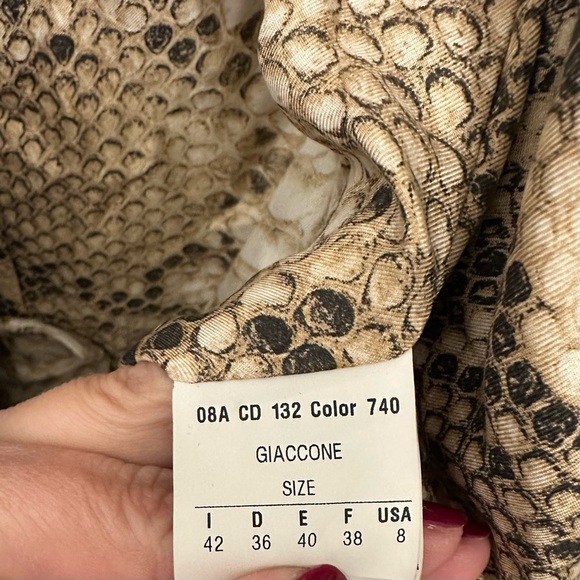 08A CD 132 Color 740
GIACCONE
SIZE
I D E F USA
42 36 40 38 8